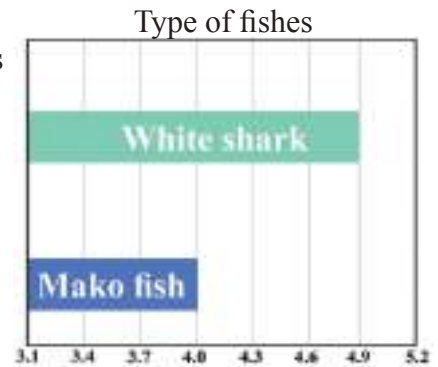 Type of fishes
s
White shark
Mako fish
3.1 3.4 3.7 4.0 4.3 4.6 4.9 5.2